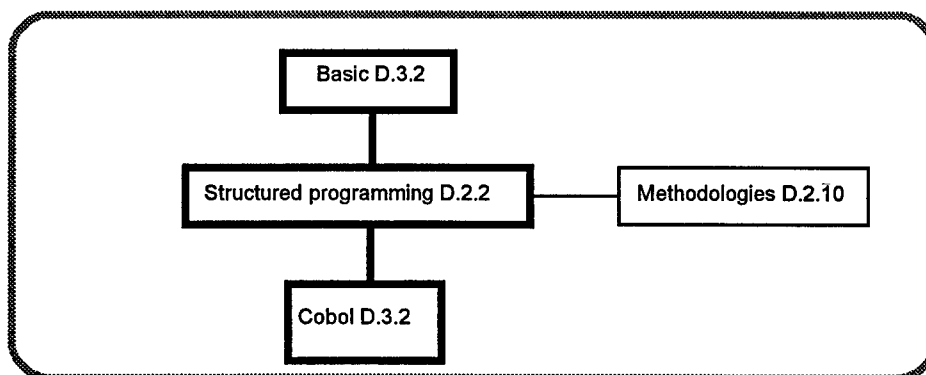 Basic D.3.2
Structured programming D.2.2
Methodologies D.2.10
Cobol D.3.2